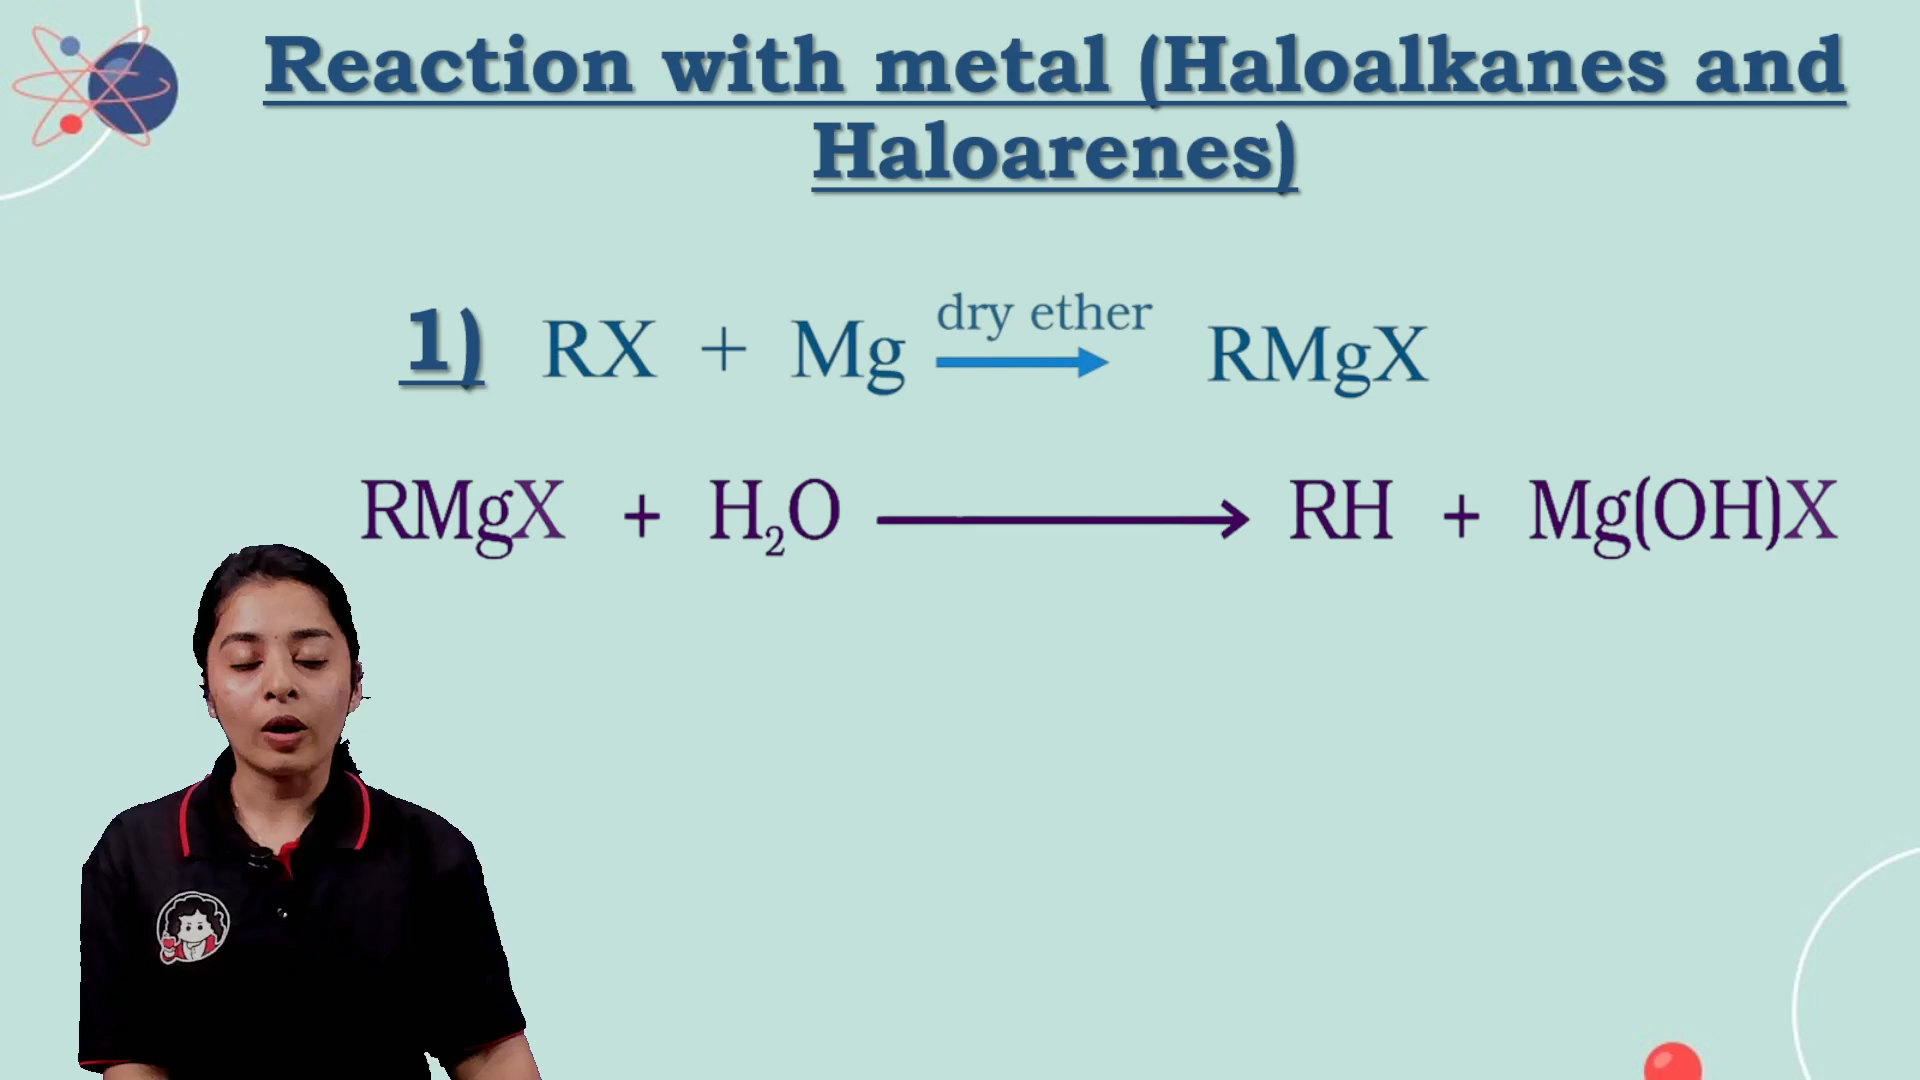 Reaction with metal (Haloalkanes and
Haloarenes)
1) RX + Mg dry ether → RMgX
RMgX + H₂O → RH + Mg(OH)X